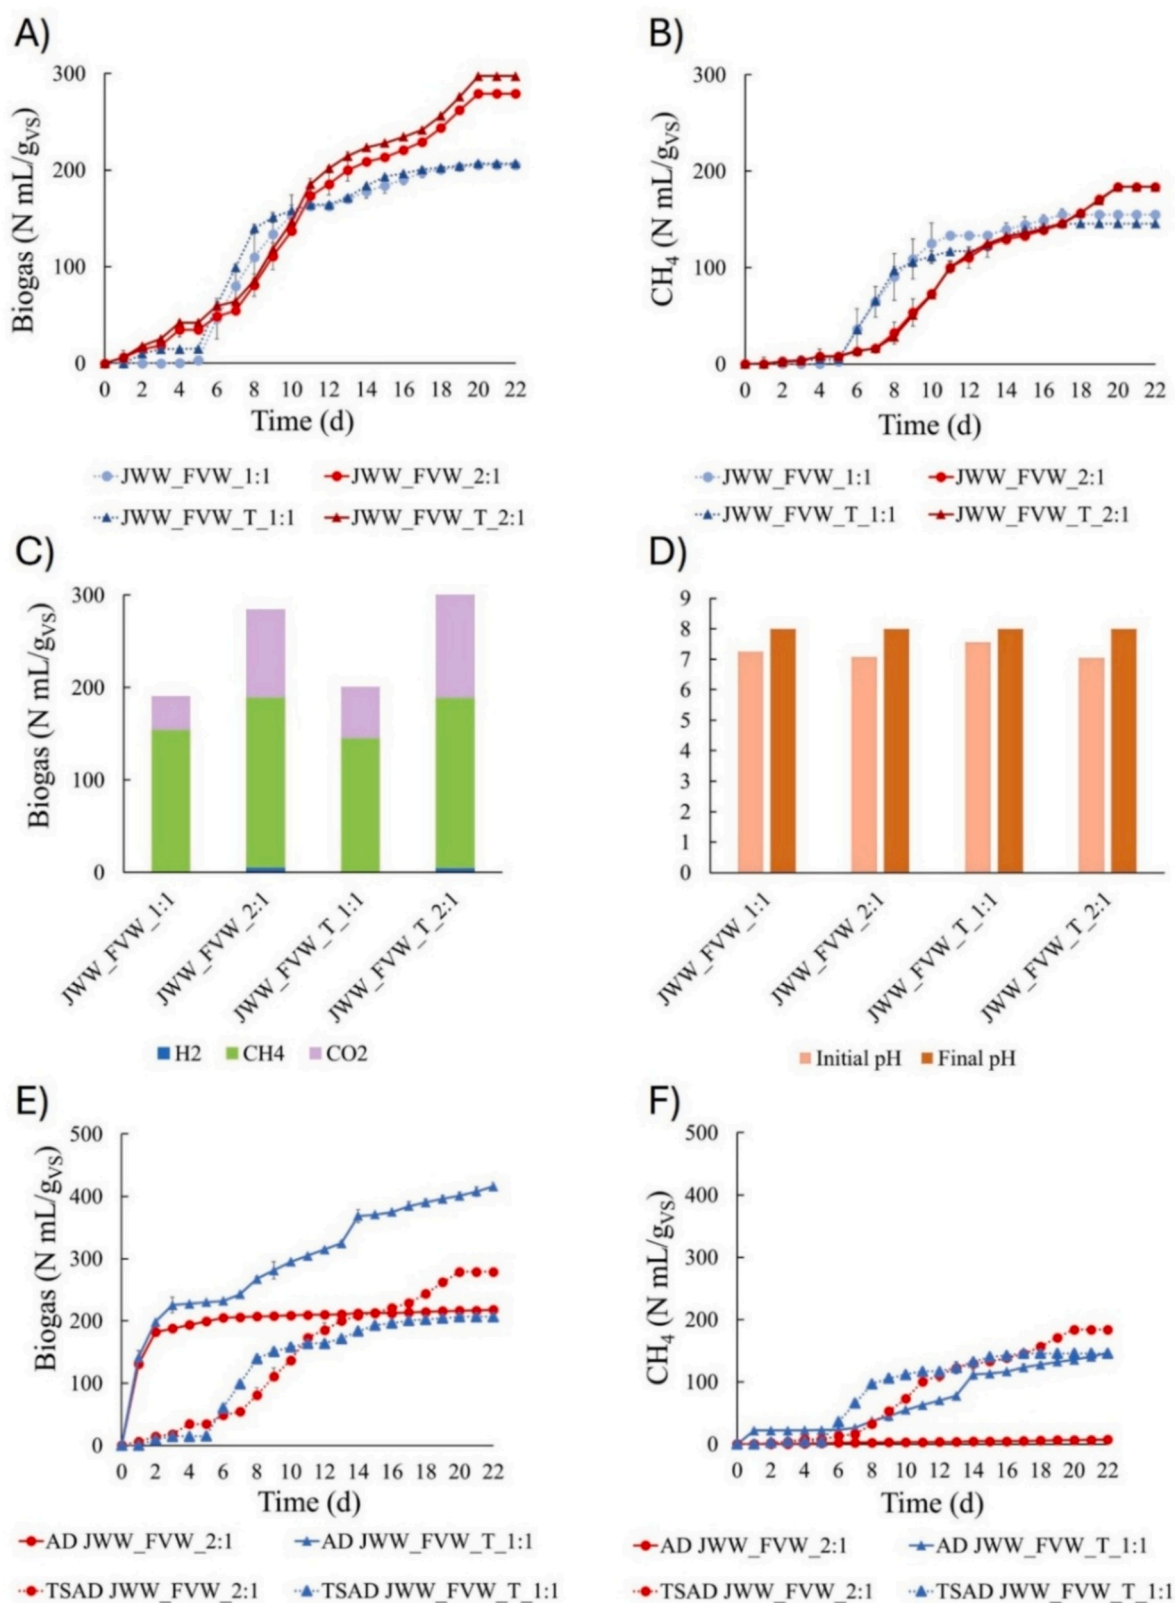 A)
B)
Biogas (N mL/gVS)
300
200
100
0
0 2 4 6 8 10 12 14 16 18 20 22
Time (d)
CH4 (N mL/gVS)
300
200
100
0
0 2 4 6 8 10 12 14 16 18 20 22
Time (d)
JWW_FVW_1:1 JWW_FVW_2:1
JWW_FVW_T_1:1 JWW_FVW_T_2:1
JWW_FVW_1:1 JWW_FVW_2:1
JWW_FVW_T_1:1 JWW_FVW_T_2:1
C)
D)
Biogas (N mL/gVS)
300
200
100
0
JWW_FVW_1:1
JWW_FVW_2:1
JWW_FVW_T_1:1
JWW_FVW_T_2:1
H2 CH4 CO2
9
8
7
6
5
4
3
2
1
0
JWW_FVW_1:1
JWW_FVW_2:1
JWW_FVW_T_1:1
JWW_FVW_T_2:1
Initial pH Final pH
E)
F)
Biogas (N mL/gVS)
500
400
300
200
100
0
0 2 4 6 8 10 12 14 16 18 20 22
Time (d)
CH4 (N mL/gVS)
500
400
300
200
100
0
0 2 4 6 8 10 12 14 16 18 20 22
Time (d)
AD JWW_FVW_2:1 AD JWW_FVW_T_1:1
TSAD JWW_FVW_2:1 TSAD JWW_FVW_T_1:1
AD JWW_FVW_2:1 AD JWW_FVW_T_1:1
TSAD JWW_FVW_2:1 TSAD JWW_FVW_T_1:1